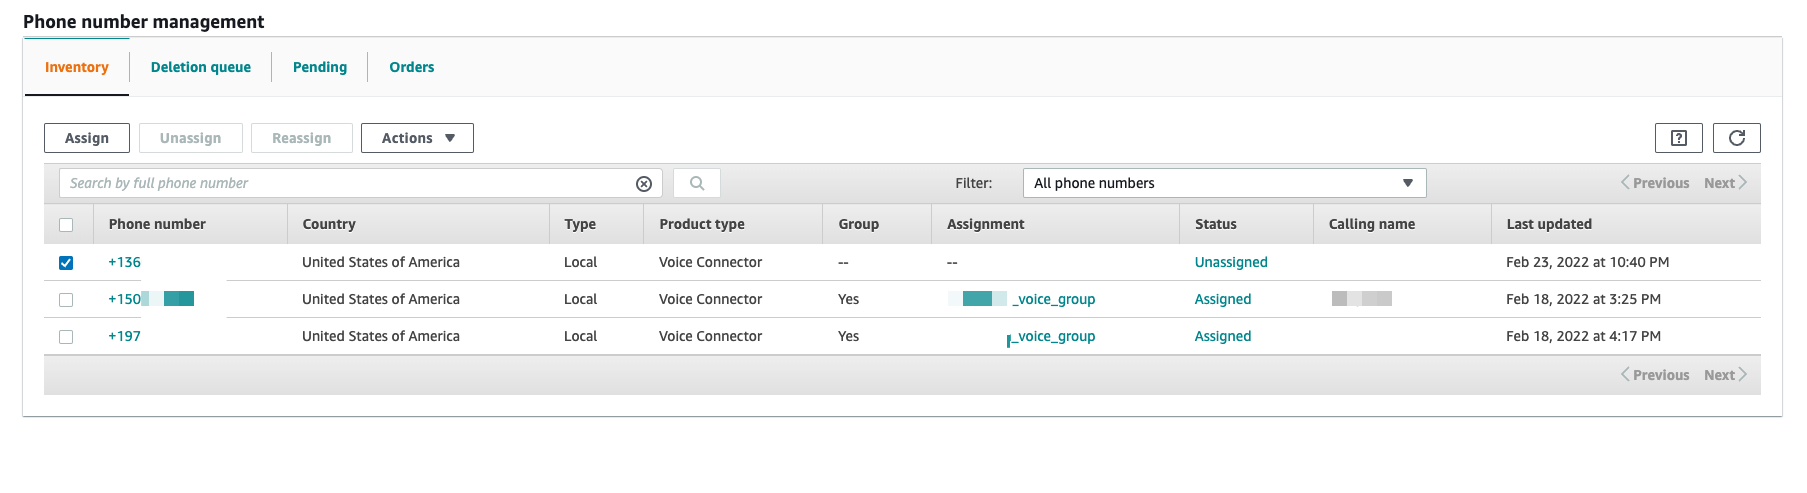 Phone number management
Inventory Deletion queue Pending Orders
Assign Unassign Reassign Actions
Search by full phone number Filter: All phone numbers Previous Next
Phone number Country Type Product type Group Assignment Status Calling name Last updated
+136 United States of America Local Voice Connector -- -- Unassigned Feb 23, 2022 at 10:40 PM
+150 United States of America Local Voice Connector Yes _voice_group Assigned Feb 18, 2022 at 3:25 PM
+197 United States of America Local Voice Connector Yes _voice_group Assigned Feb 18, 2022 at 4:17 PM
Previous Next